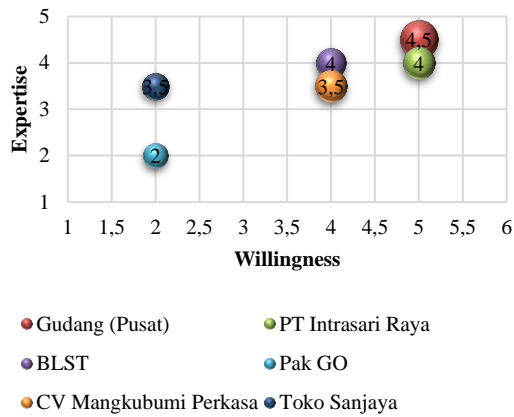 5
4,5
4
4
4
3,5
3,5
3
Expertise
2
2
1
1 1,5 2 2,5 3 3,5 4 4,5 5 5,5 6
Willingness
Gudang (Pusat) PT Intrasari Raya
BLST Pak GO
CV Mangkubumi Perkasa Toko Sanjaya